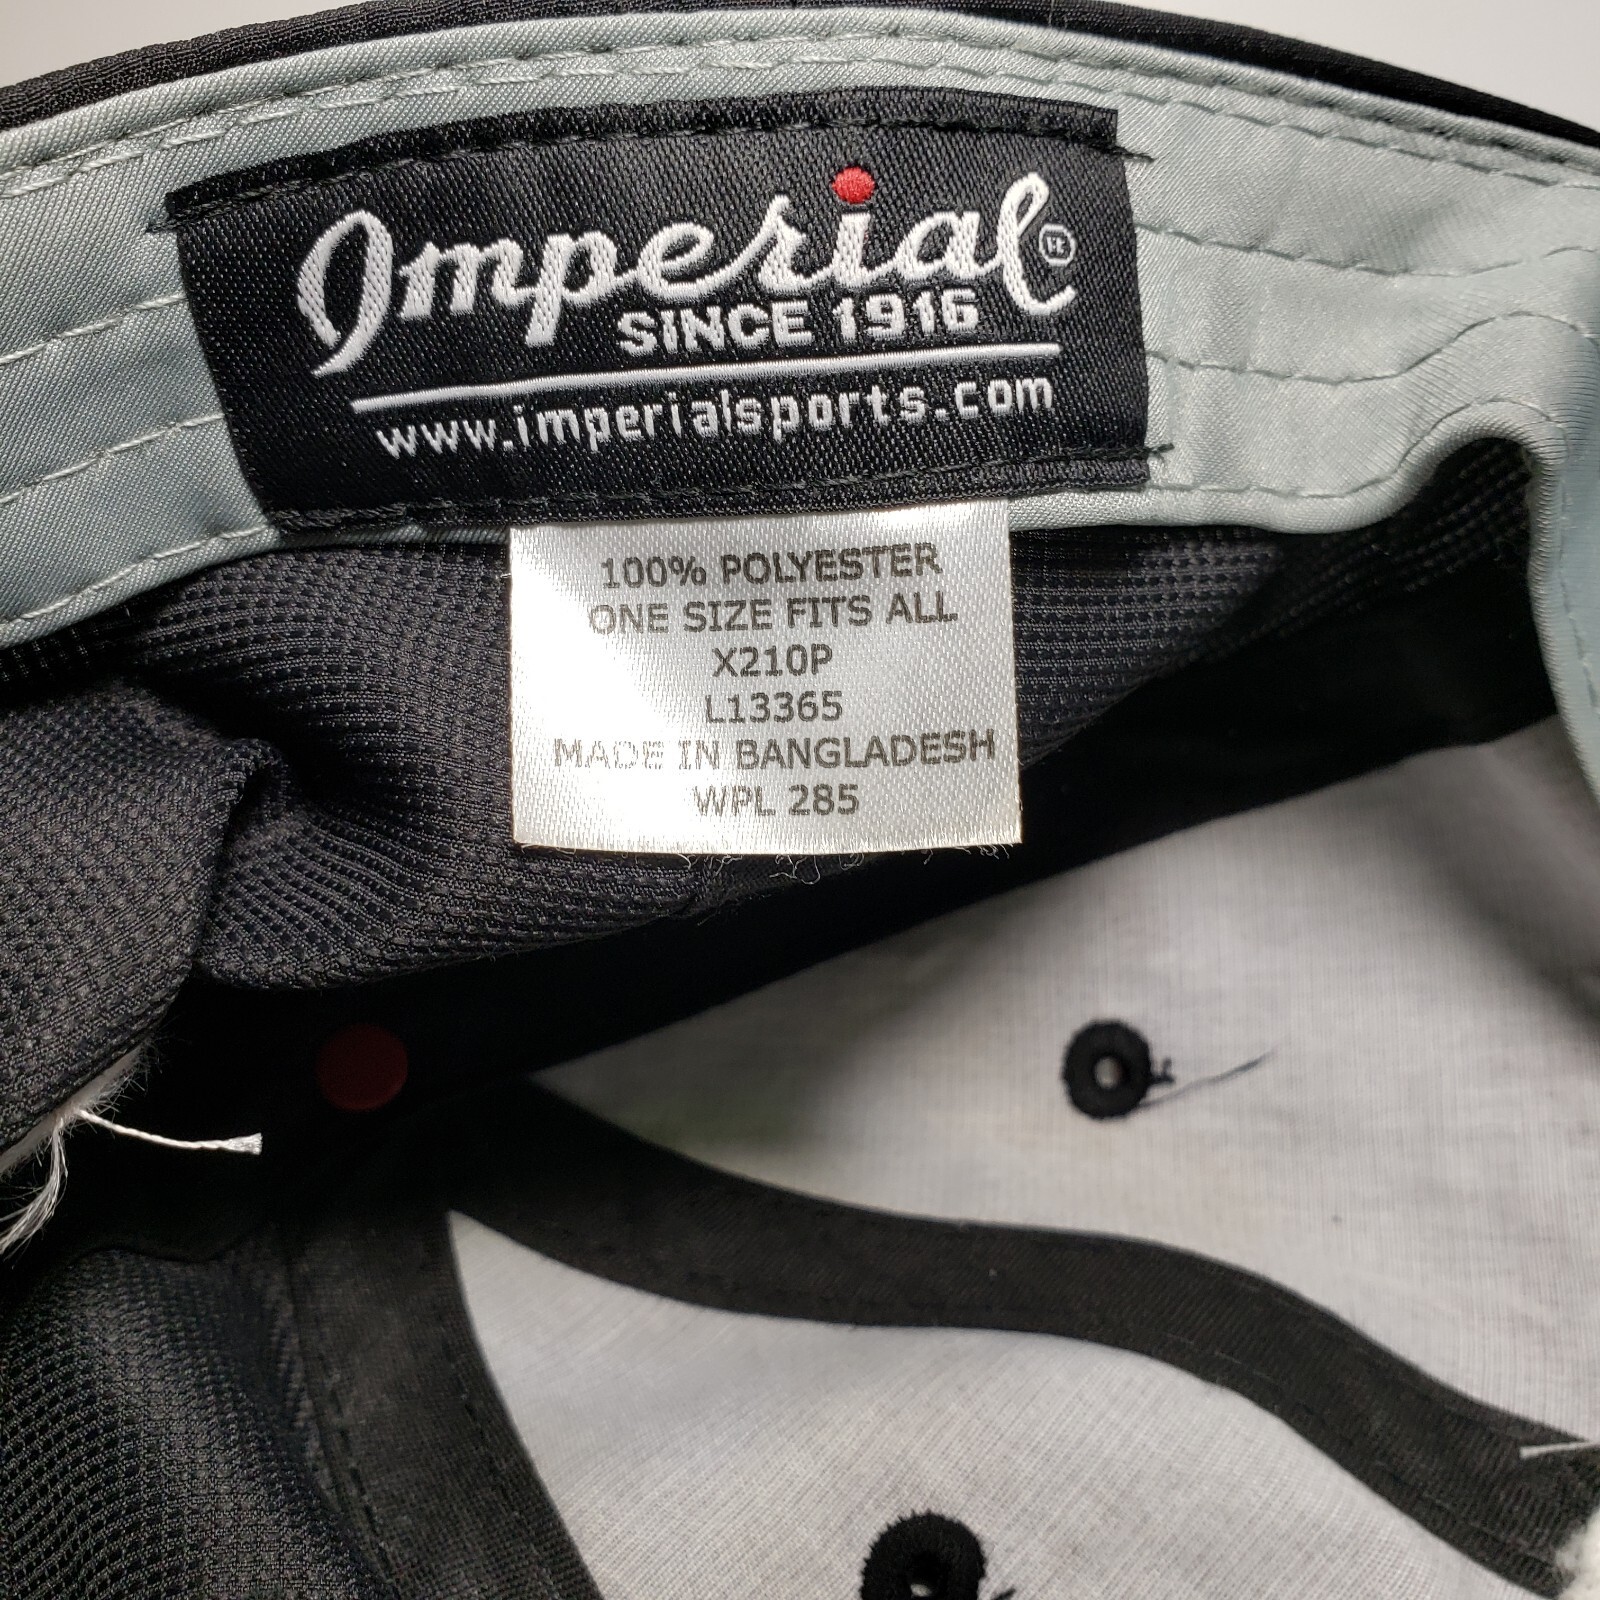 Imperial®
SINCE 1916
www.imperialsports.com
100% POLYESTER
ONE SIZE FITS ALL
X210P
L13365
MADE IN BANGLADESH
WPL 285